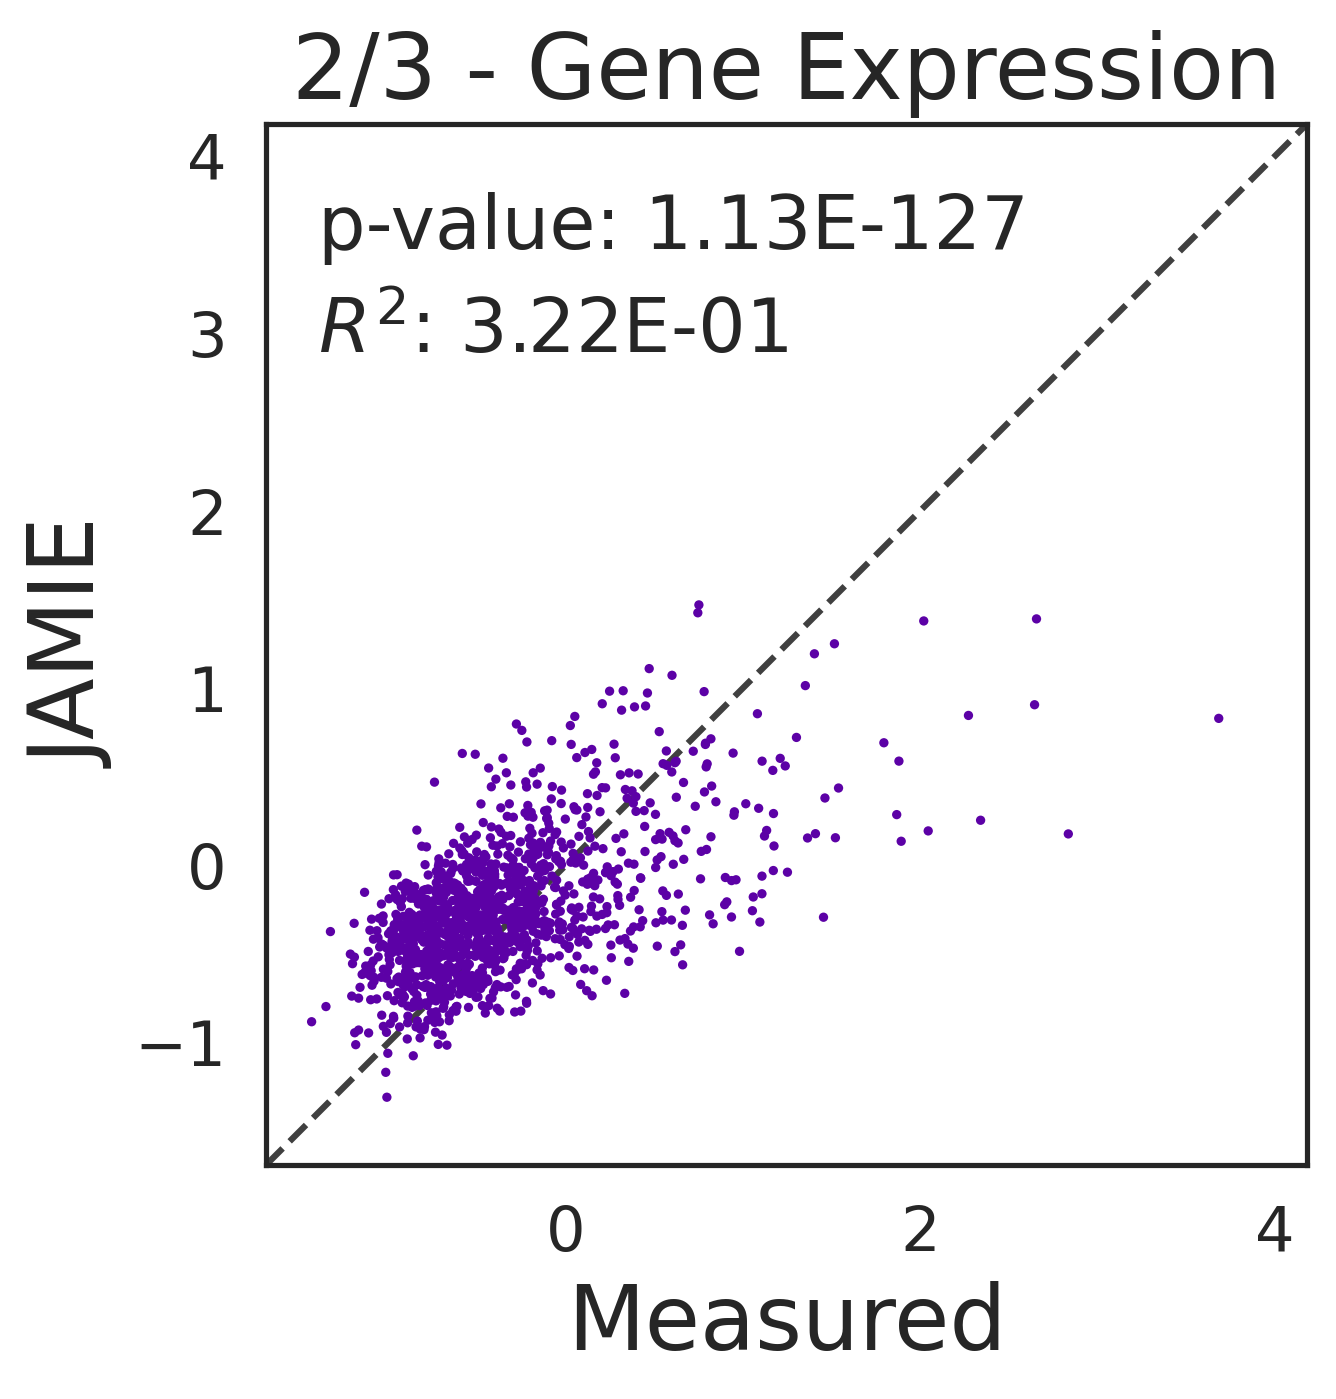 2/3 - Gene Expression
p-value: 1.13E-127
R²: 3.22E-01
JAMIE
4
3
2
1
0
−1
0 2 4
Measured